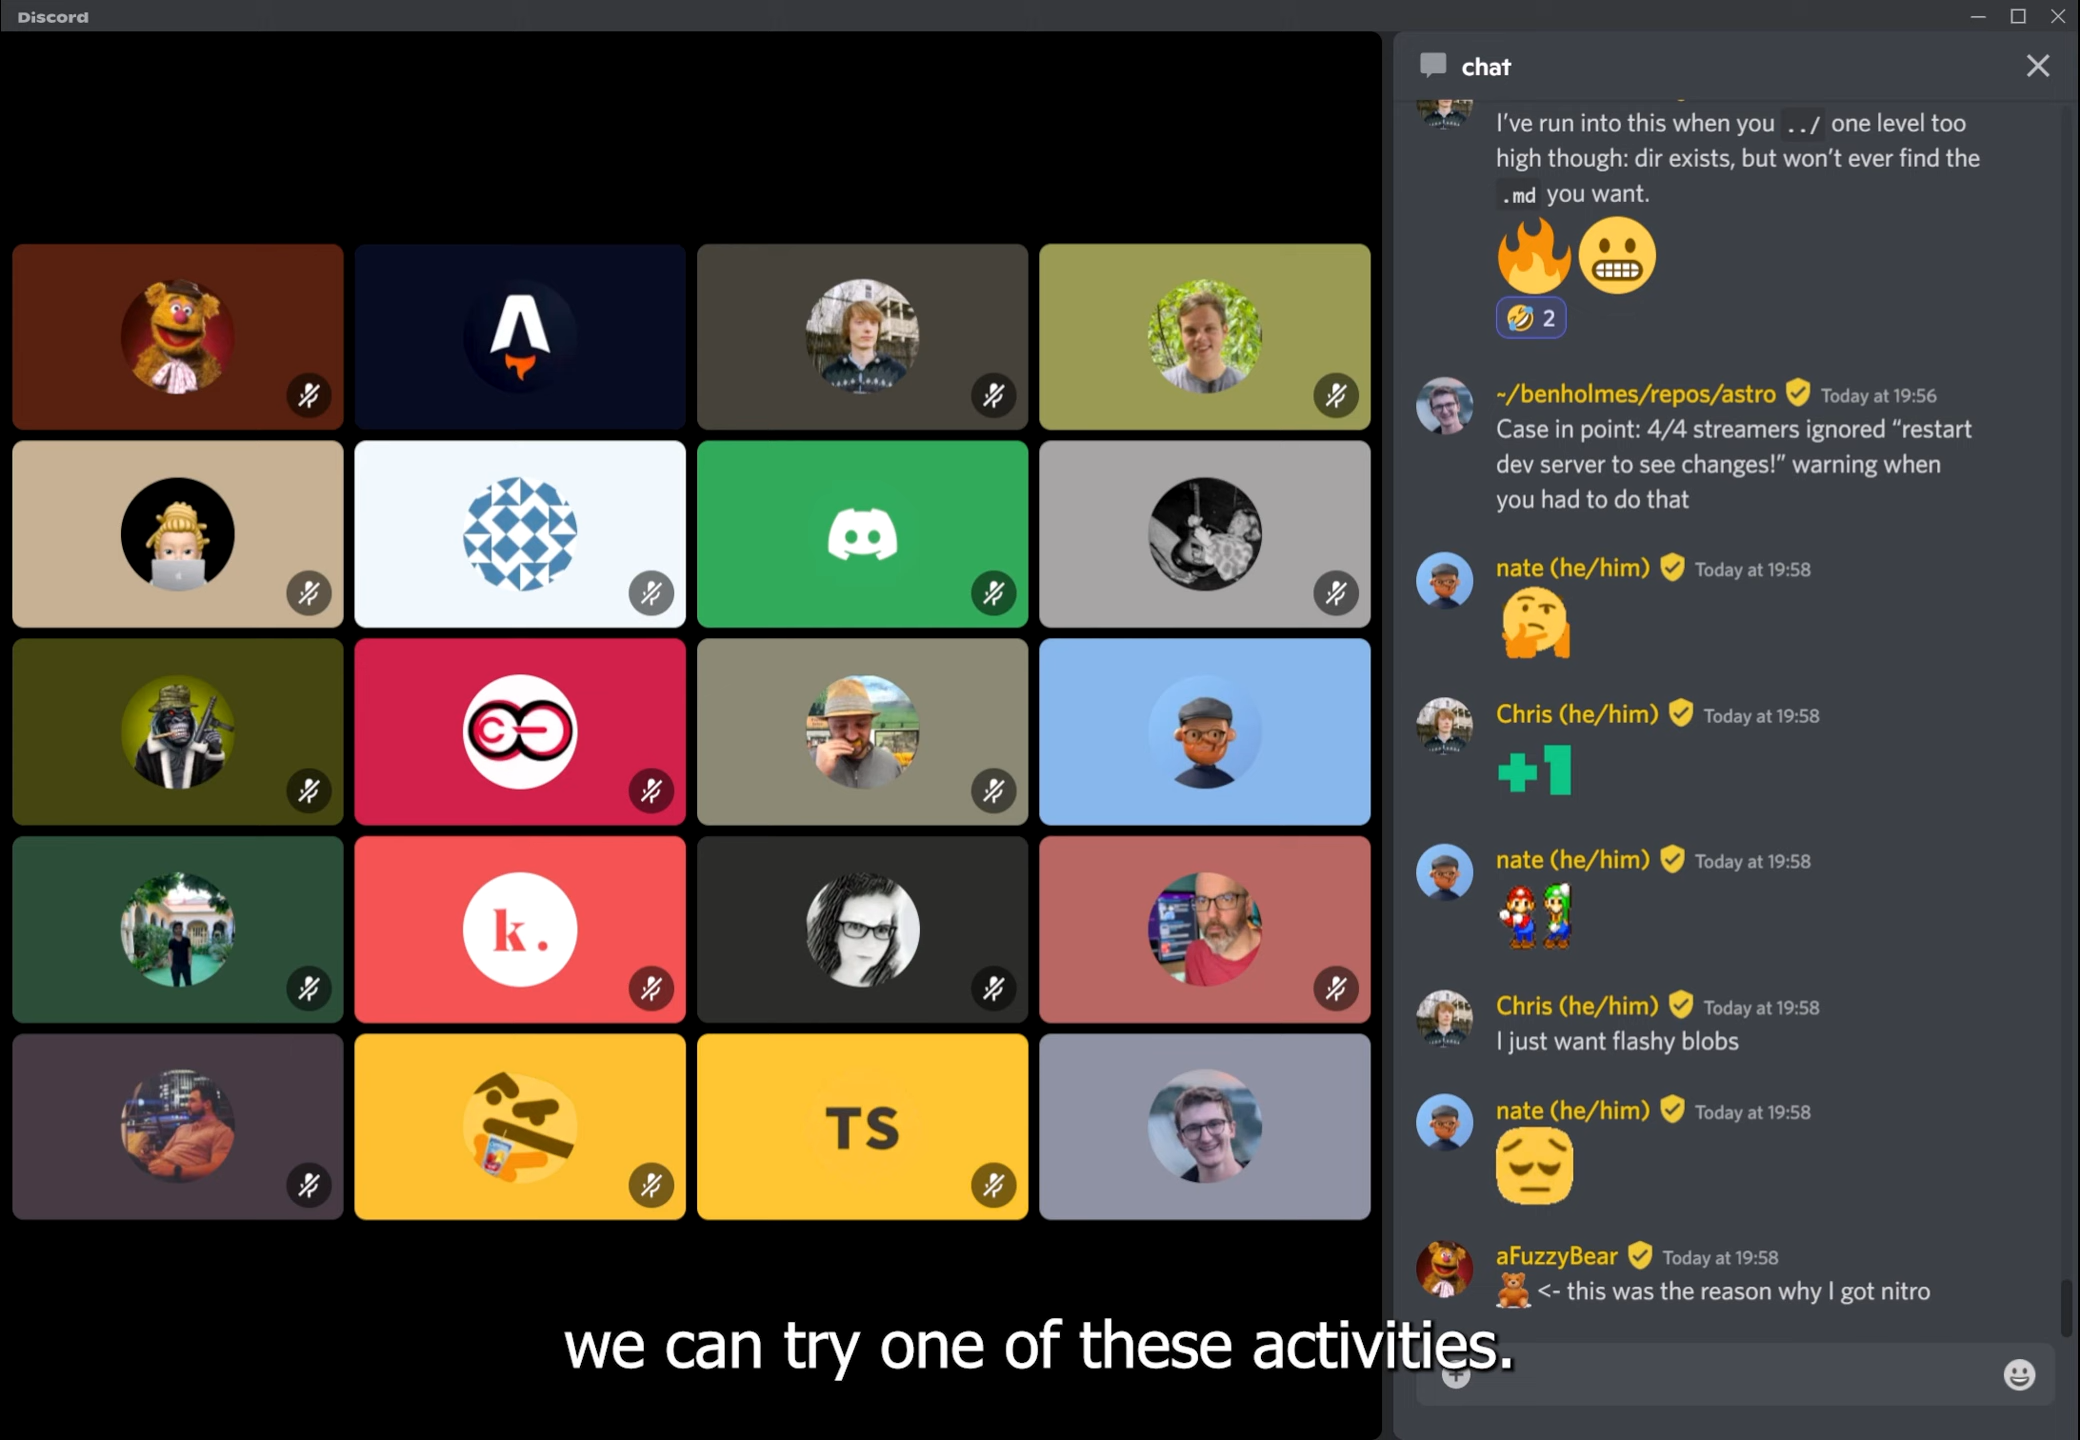 Discord
chat
I've run into this when you ../ one level too
high though: dir exists, but won't ever find the
.md you want.
2
~/benholmes/repos/astro Today at 19:56
Case in point: 4/4 streamers ignored “restart
dev server to see changes!” warning when
you had to do that
nate (he/him) Today at 19:58
Chris (he/him) Today at 19:58
+1
nate (he/him) Today at 19:58
Chris (he/him) Today at 19:58
I just want flashy blobs
nate (he/him) Today at 19:58
aFuzzyBear Today at 19:58
<- this was the reason why I got nitro
k.
TS
we can try one of these activities.